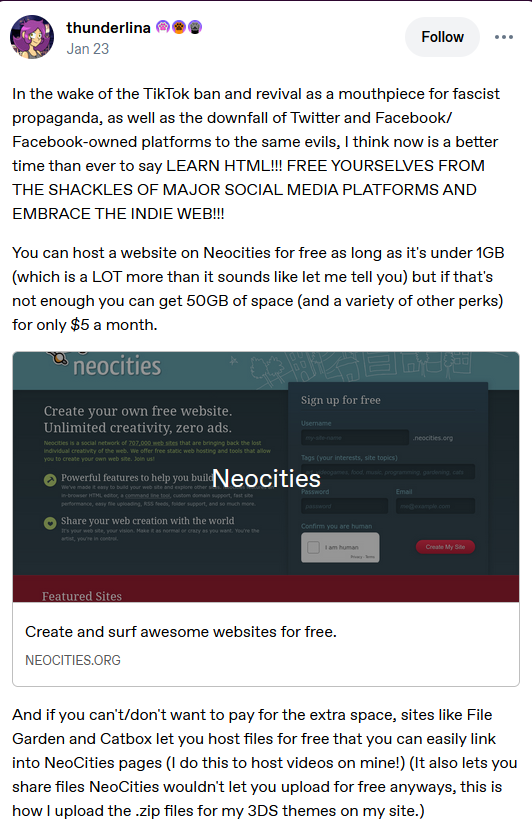 thunderlina
Jan 23
Follow
In the wake of the TikTok ban and revival as a mouthpiece for fascist
propaganda, as well as the downfall of Twitter and Facebook/
Facebook-owned platforms to the same evils, I think now is a better
time than ever to say LEARN HTML!!! FREE YOURSELVES FROM
THE SHACKLES OF MAJOR SOCIAL MEDIA PLATFORMS AND
EMBRACE THE INDIE WEB!!!
You can host a website on Neocities for free as long as it's under 1GB
(which is a LOT more than it sounds like let me tell you) but if that's
not enough you can get 50GB of space (and a variety of other perks)
for only $5 a month.
neocities
Create your own free website.
Unlimited creativity, zero ads.
Neocities is a social network of 707,000 web sites that are bringing back the lost
individual creativity of the web. We offer free static web hosting and tools that allow
you to create your own web site. Join us!
Powerful features to help you build
We've made it easy to build your web site and explore other
in-browser HTML editor, a command line tool, custom domain support, fast site
performance, easy file uploading, RSS feeds, folder support, and so much more.
Share your web creation with the world
It's your web site, your vision. Make it as normal or crazy as you want. You're the
artist, you're in control.
Sign up for free
Username
.neocities.org
Tags (your interests, site topics)
Password
Email
Confirm you are human
I am human
Privacy - Terms
Create My Site
Neocities
Featured Sites
Create and surf awesome websites for free.
NEOCITIES.ORG
And if you can't/don't want to pay for the extra space, sites like File
Garden and Catbox let you host files for free that you can easily link
into NeoCities pages (I do this to host videos on mine!) (It also lets you
share files NeoCities wouldn't let you upload for free anyways, this is
how I upload the .zip files for my 3DS themes on my site.)